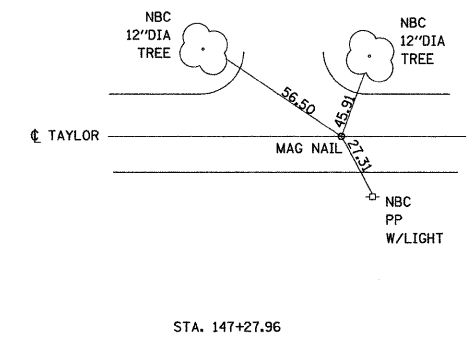 NBC
12"DIA
TREE
NBC
12"DIA
TREE
56.50
45.91
℄ TAYLOR
MAG NAIL
27.31
NBC
PP
W/LIGHT
STA. 147+27.96